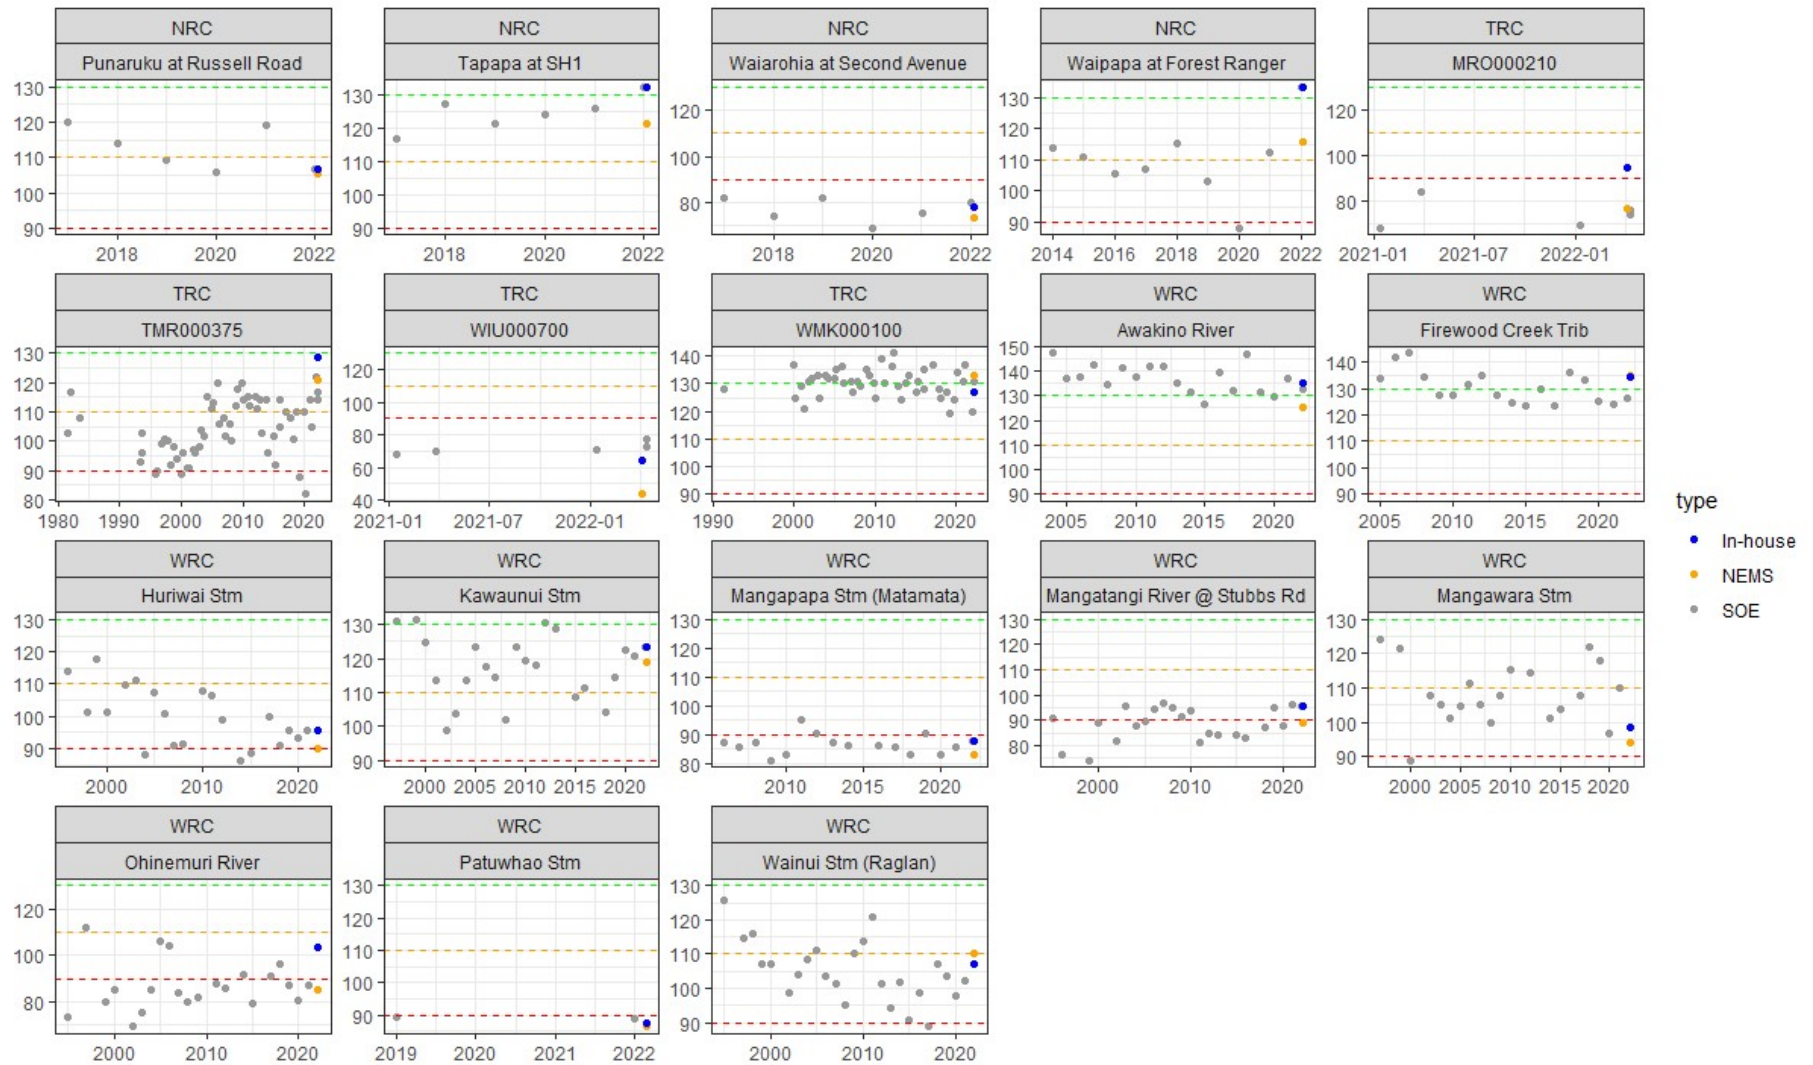 NRC NRC NRC NRC TRC
Punaruku at Russell Road Tapapa at SH1 Waiarohia at Second Avenue Waipapa at Forest Ranger MRO000210
130 120 110 100 90
130 120 110 100 90
120 100 80
130 120 110 100 90
120 100 80
2018 2020 2022
2018 2020 2022
2018 2020 2022
2014 2016 2018 2020 2022
2021-01 2021-07 2022-01
TRC TRC TRC WRC WRC
TMR000375 WIU000700 WMK000100 Awakino River Firewood Creek Trib
130 120 110 100 90 80
120 100 80 60 40
140 130 120 110 100 90
150 140 130 120 110 100 90
140 130 120 110 100 90
1980 1990 2000 2010 2020
2021-01 2021-07 2022-01
1990 2000 2010 2020
2005 2010 2015 2020
2005 2010 2015 2020
type
In-house
NEMS
SOE
WRC WRC WRC WRC WRC
Huriwai Stm Kawaunui Stm Mangapapa Stm (Matamata) Mangatangi River @ Stubbs Rd Mangawara Stm
130 120 110 100 90
130 120 110 100 90
130 120 110 100 90 80
130 120 110 100 90 80
130 120 110 100 90
2000 2010 2020
2000 2005 2010 2015 2020
2010 2015 2020
2000 2010 2020
2000 2005 2010 2015 2020
WRC WRC WRC
Ohinemuri River Patuwhao Stm Wainui Stm (Raglan)
120 100 80
130 120 110 100 90
130 120 110 100 90
2000 2010 2020
2019 2020 2021 2022
2000 2010 2020